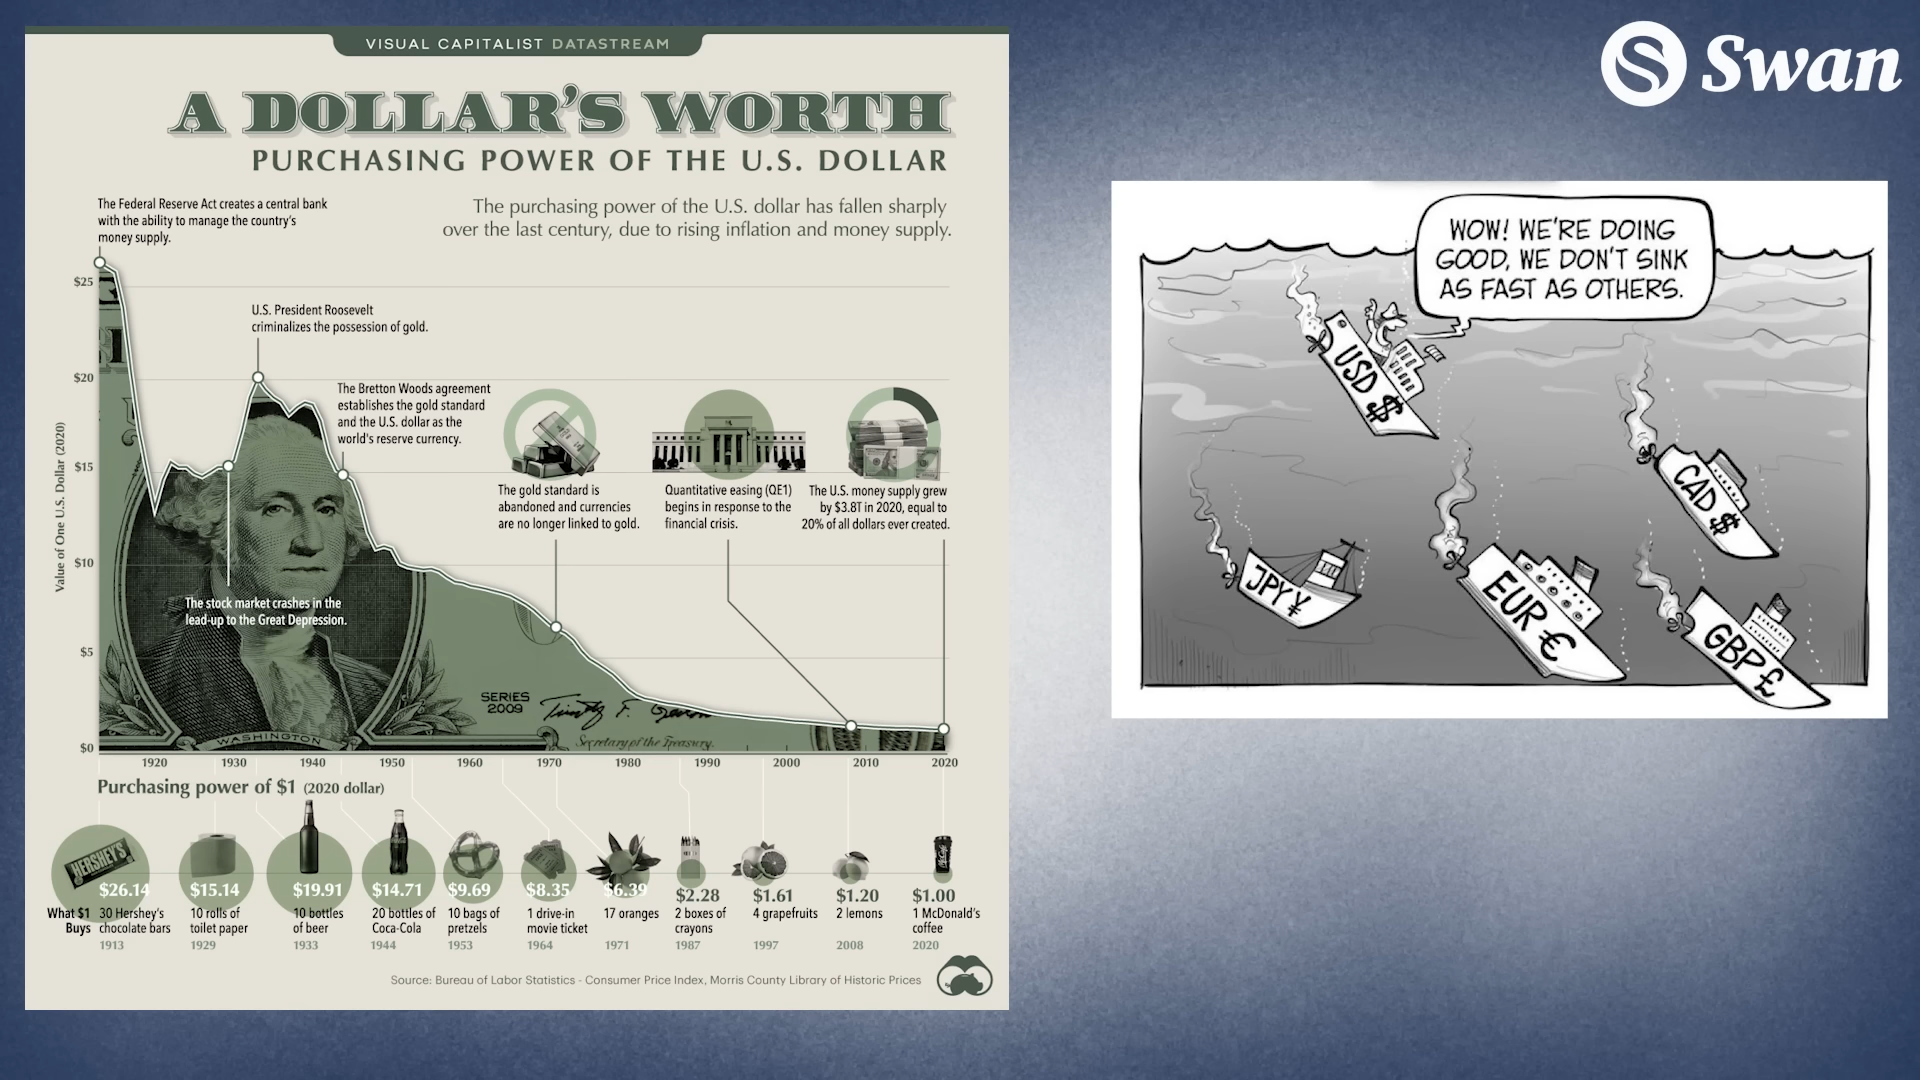 VISUAL CAPITALIST DATASTREAM
Swan
A DOLLAR'S WORTH
PURCHASING POWER OF THE U.S. DOLLAR
The purchasing power of the U.S. dollar has fallen sharply
over the last century, due to rising inflation and money supply.
The Federal Reserve Act creates a central bank
with the ability to manage the country's
money supply.
U.S. President Roosevelt
criminalizes the possession of gold.
The Bretton Woods agreement
establishes the gold standard
and the U.S. dollar as the
world's reserve currency.
The gold standard is
abandoned and currencies
are no longer linked to gold.
Quantitative easing (QE1)
begins in response to the
financial crisis.
The U.S. money supply grew
by $3.8T in 2020, equal to
20% of all dollars ever created.
The stock market crashes in the
lead-up to the Great Depression.
Value of One U.S. Dollar (2020)
$25
$20
$15
$10
$5
$0
SERIES
2009
Secretary of the Treasury.
WASHINGTON
1920 1930 1940 1950 1960 1970 1980 1990 2000 2010 2020
Purchasing power of $1 (2020 dollar)
HERSHEY'S
$26.14 $15.14 $19.91 $14.71 $9.69 $8.35 $6.39 $2.28 $1.61 $1.20 $1.00
What $1
Buys
30 Hershey's
chocolate bars
1913
10 rolls of
toilet paper
1929
10 bottles
of beer
1933
20 bottles of
Coca-Cola
1944
10 bags of
pretzels
1953
1 drive-in
movie ticket
1964
17 oranges
1971
2 boxes of
crayons
1987
4 grapefruits
1997
2 lemons
2008
1 McDonald's
coffee
2020
Source: Bureau of Labor Statistics - Consumer Price Index, Morris County Library of Historic Prices
WOW! WE'RE DOING
GOOD, WE DON'T SINK
AS FAST AS OTHERS.
USD $
CAD $
JPY ¥
EUR €
GBP £